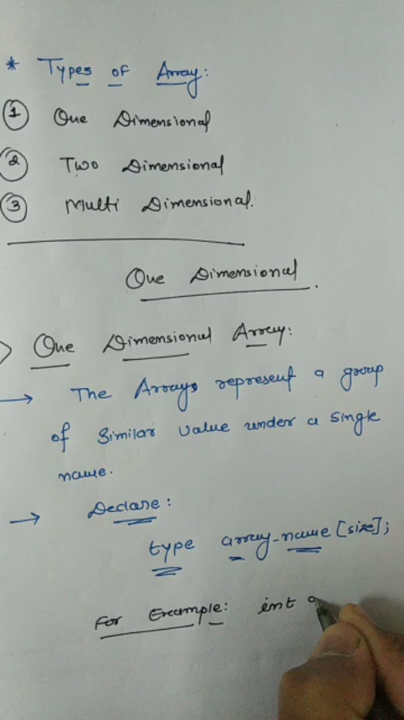 * Types of Array:
① One Dimensional
② Two Dimensional
③ Multi Dimensional.
One Dimensional.
One Dimensional Array:
→ The Arrays represent a group
of similar value under a single
name.
→ Declare:
type array-name [size];
For Example: int a